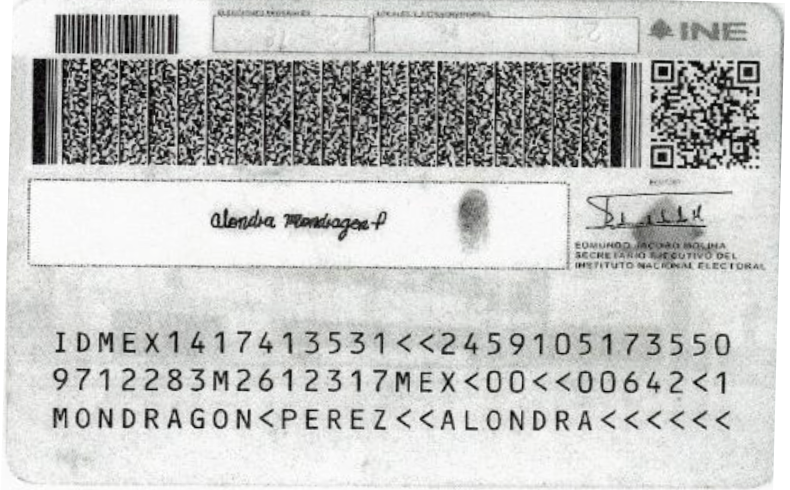 INE
Alondra Mondragon P
EDMUNDO JACOBO MOLINA
SECRETARIO EJECUTIVO DEL
INSTITUTO NACIONAL ELECTORAL
IDMEX1417413531<<2459105173550
9712283M2612317MEX<00<<00642<1
MONDRAGON<PEREZ<<ALONDRA<<<<<<